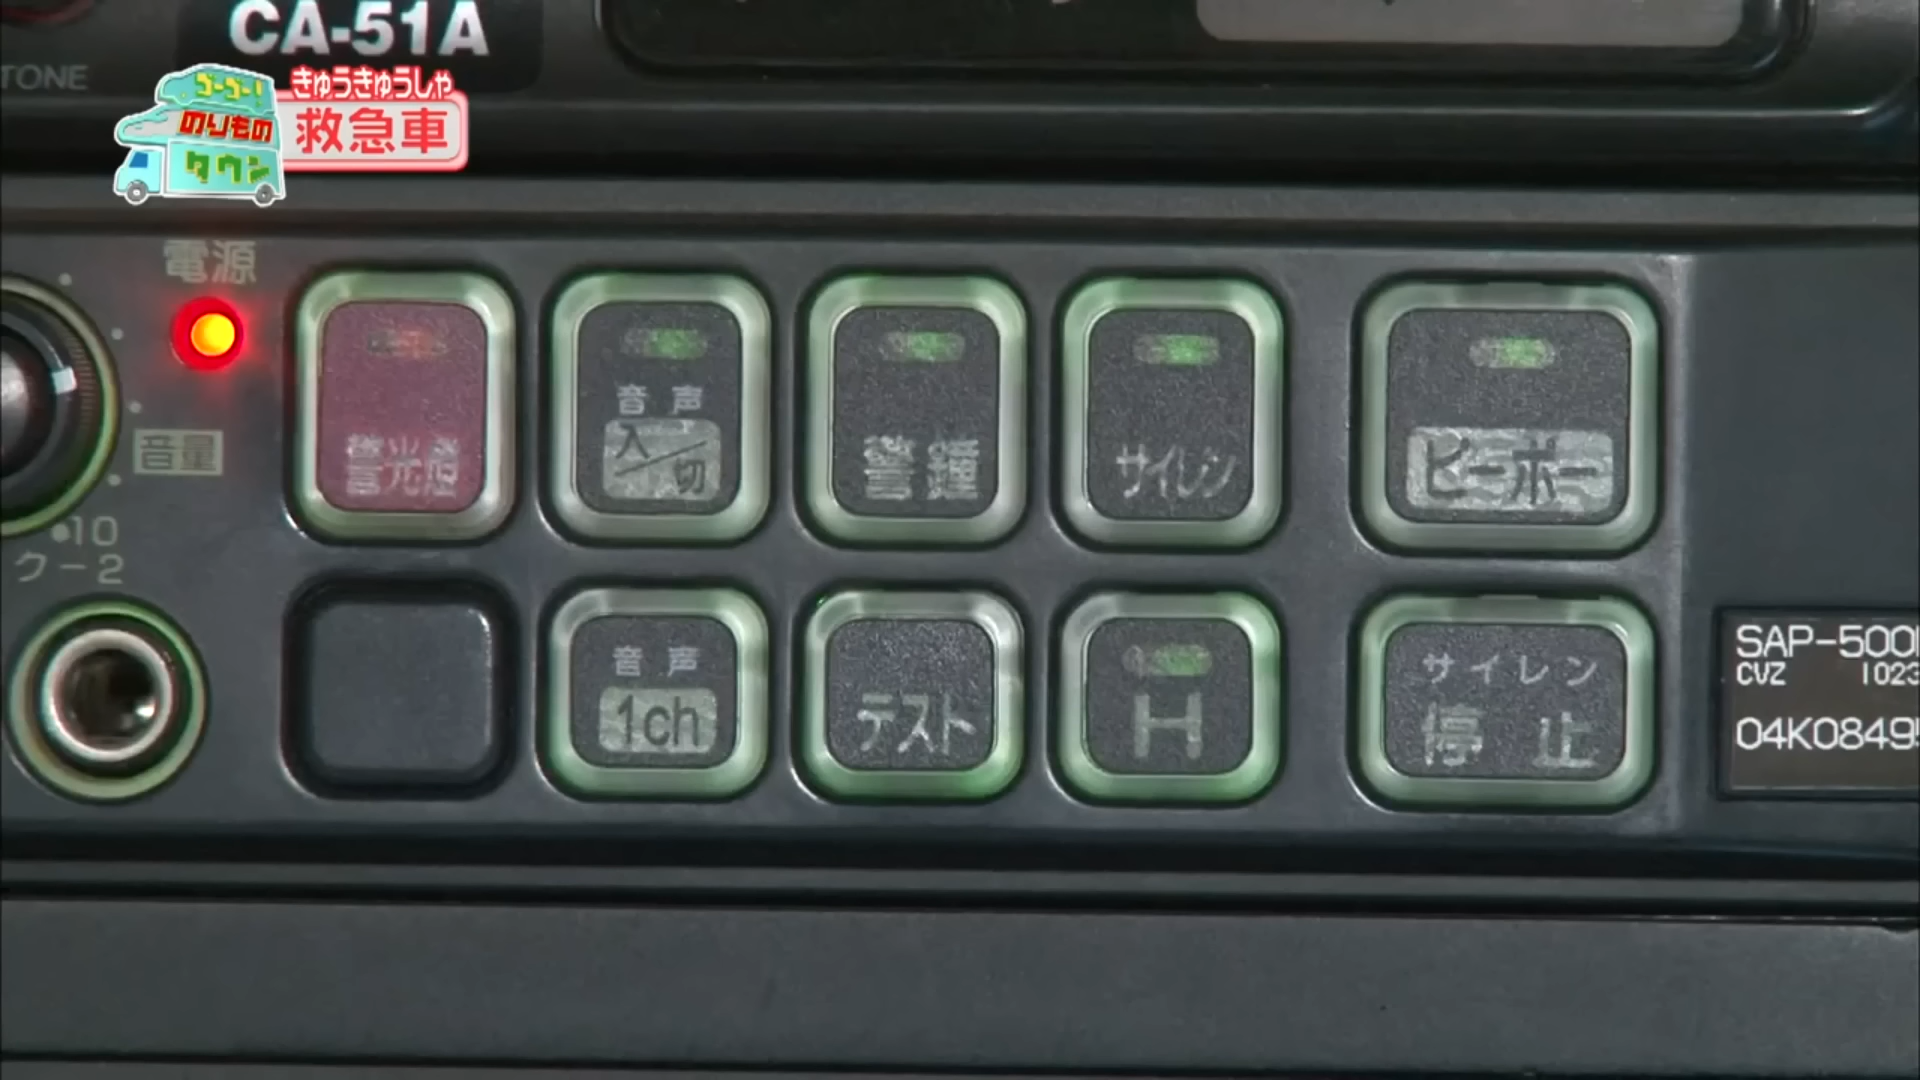 CA-51A
TONE
きゅうきゅうしゃ
ゴーゴー!
のりもの
タウン
救急車
電源
音量
•10
ク－2
警光燈
音声
入/切
警鐘
サイレン
ピーポー
音声
1ch
テスト
H
サイレン
停止
SAP-500
CVZ 1023
04K0849